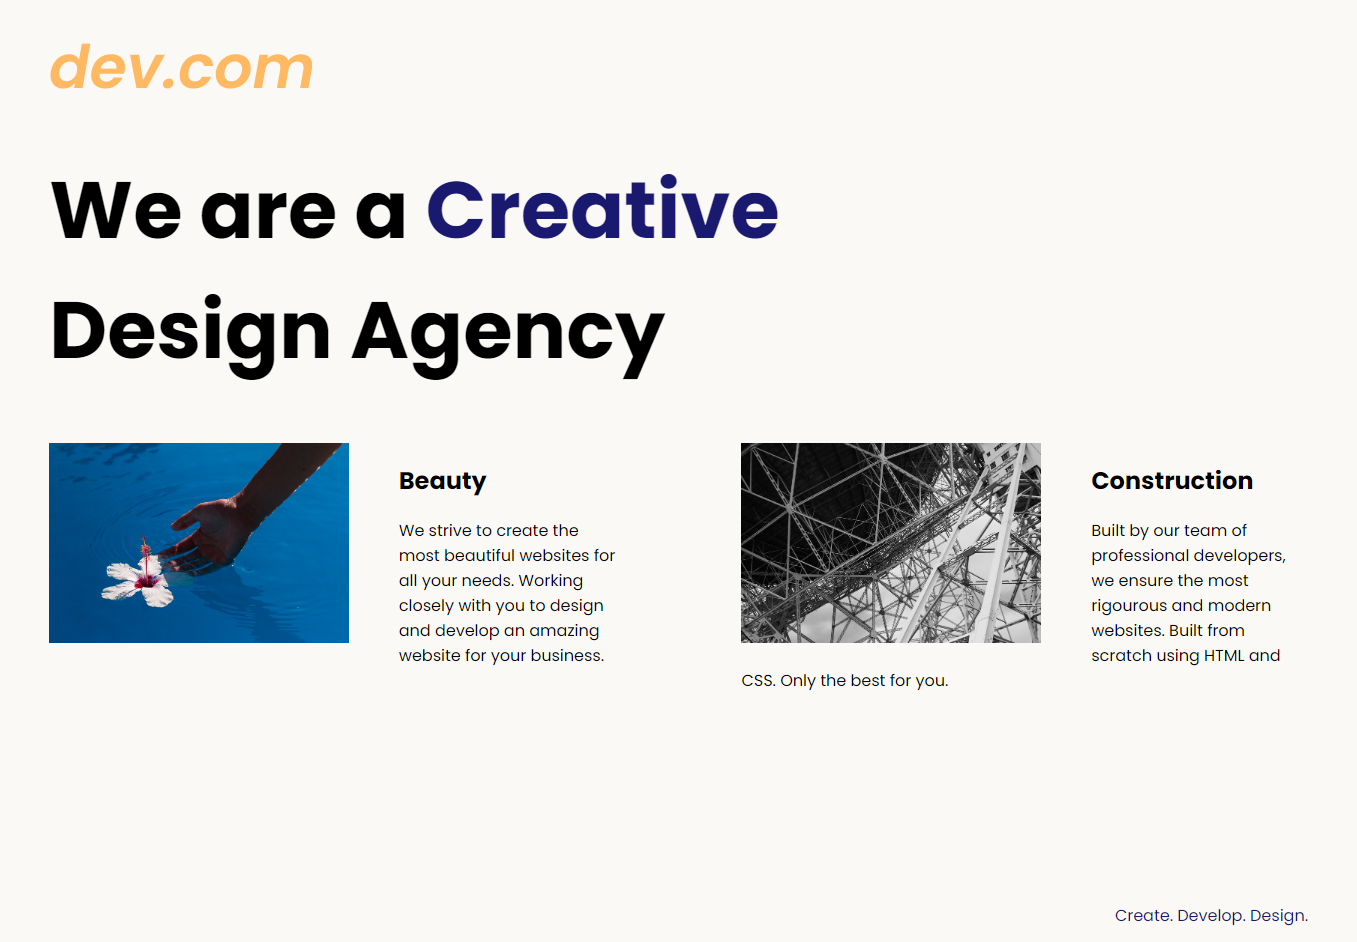 dev.com
We are a Creative
Design Agency
Beauty
We strive to create the
most beautiful websites for
all your needs. Working
closely with you to design
and develop an amazing
website for your business.
Construction
Built by our team of
professional developers,
we ensure the most
rigourous and modern
websites. Built from
scratch using HTML and
CSS. Only the best for you.
Create. Develop. Design.